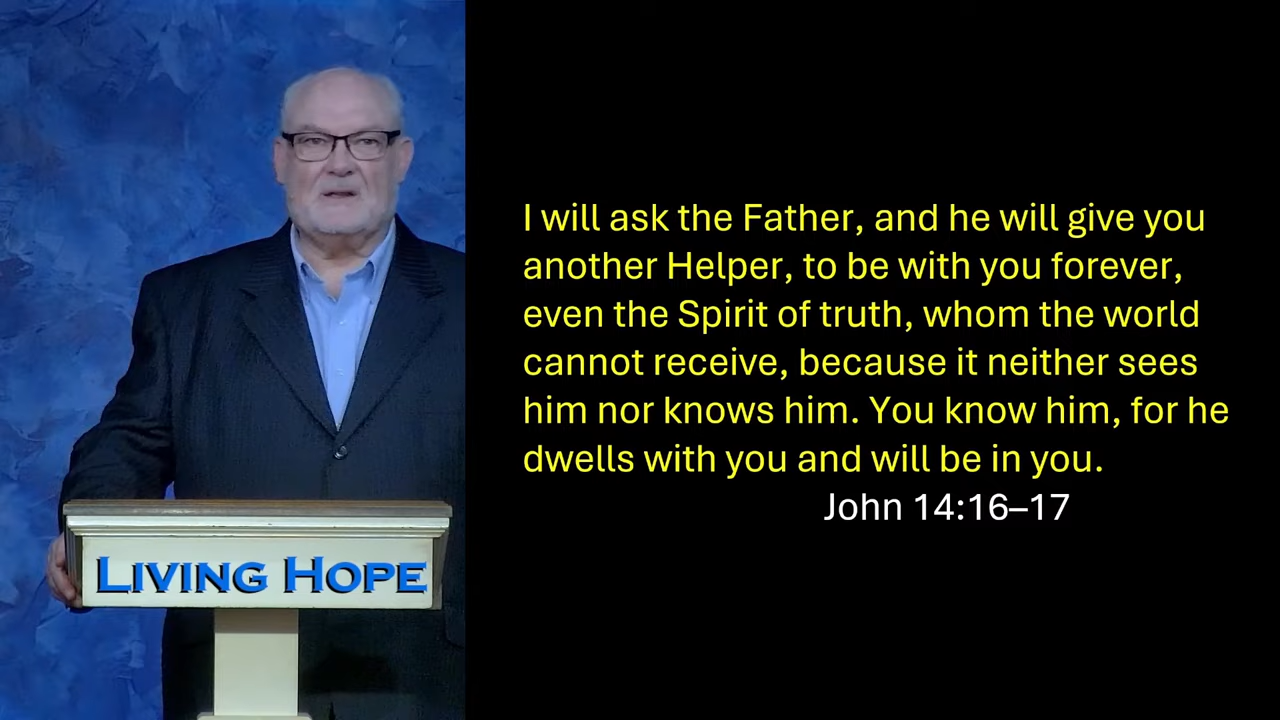 I will ask the Father, and he will give you
another Helper, to be with you forever,
even the Spirit of truth, whom the world
cannot receive, because it neither sees
him nor knows him. You know him, for he
dwells with you and will be in you.
John 14:16–17
LIVING HOPE